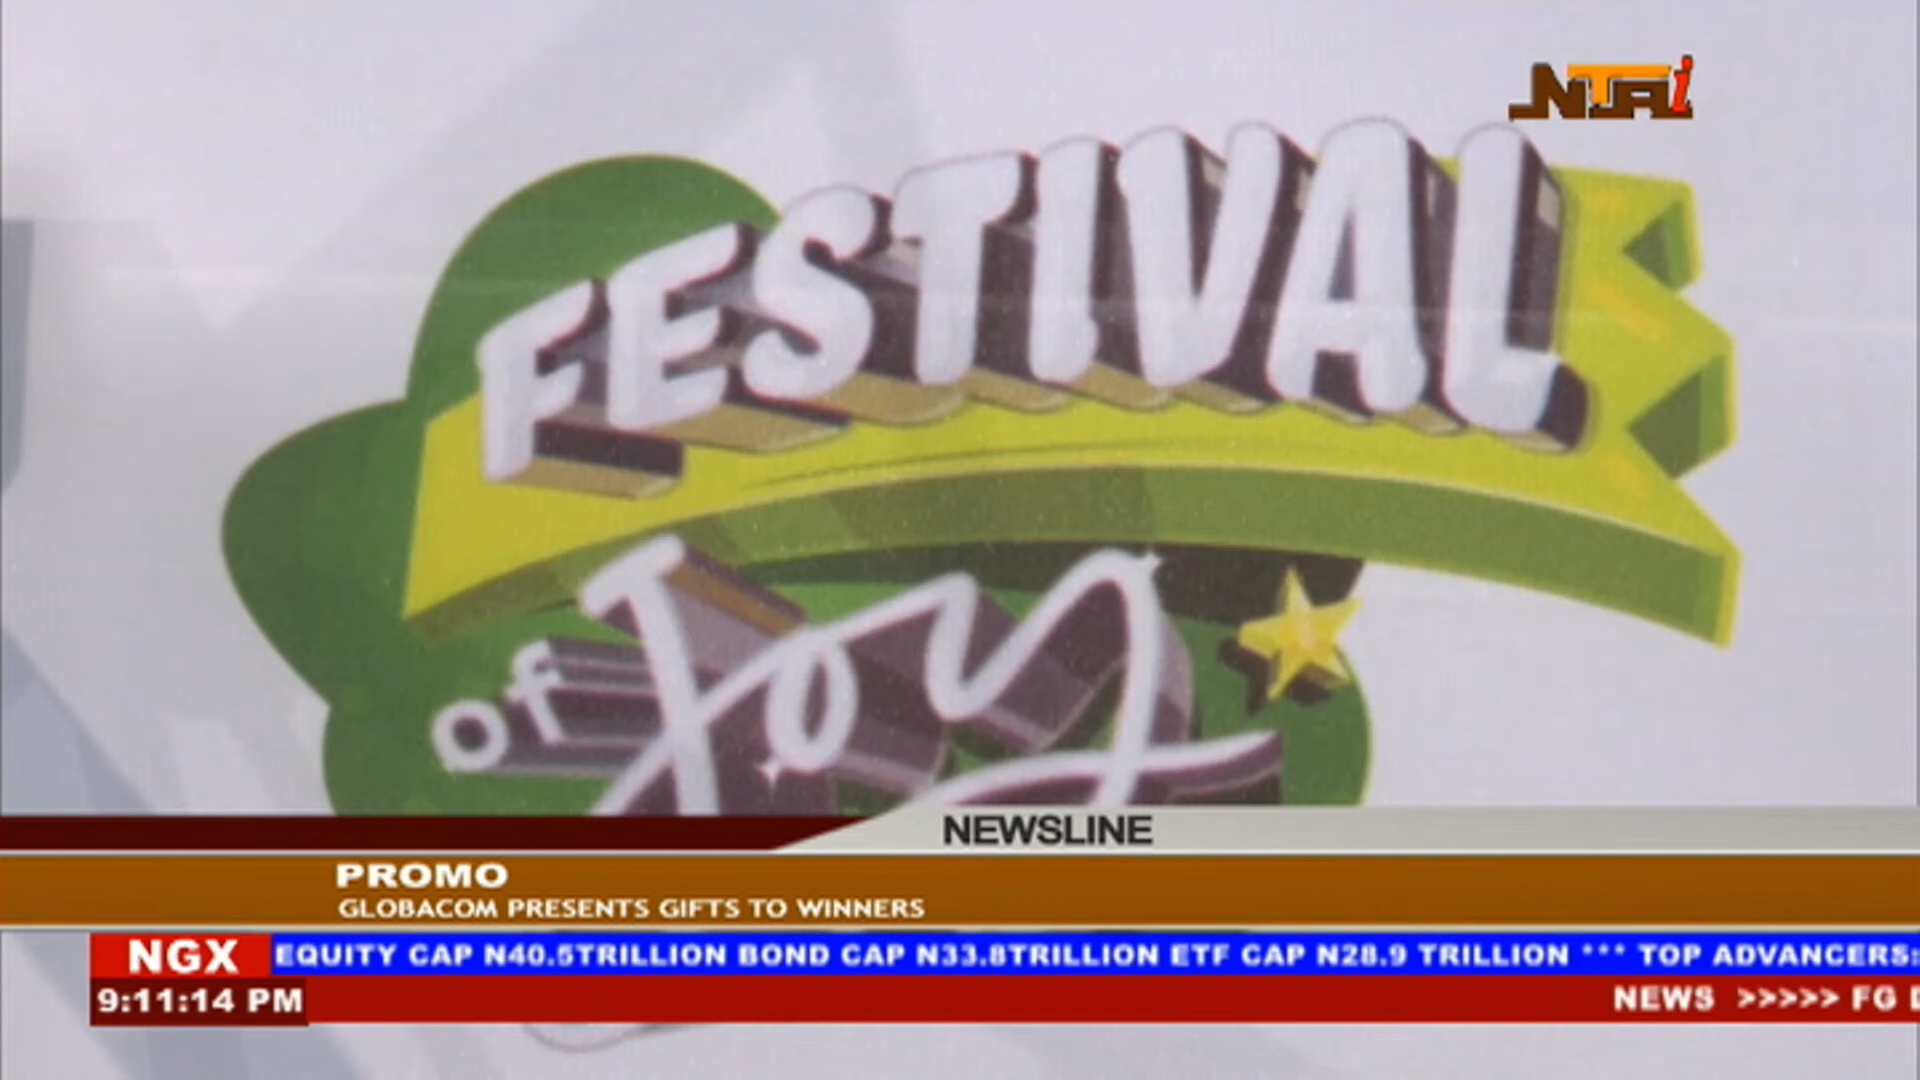 NTAi
FESTIVAL
of Joy
NEWSLINE
PROMO
GLOBACOM PRESENTS GIFTS TO WINNERS
NGX EQUITY CAP N40.5TRILLION BOND CAP N33.8TRILLION ETF CAP N28.9 TRILLION *** TOP ADVANCERS:
9:11:14 PM NEWS >>>>> FG